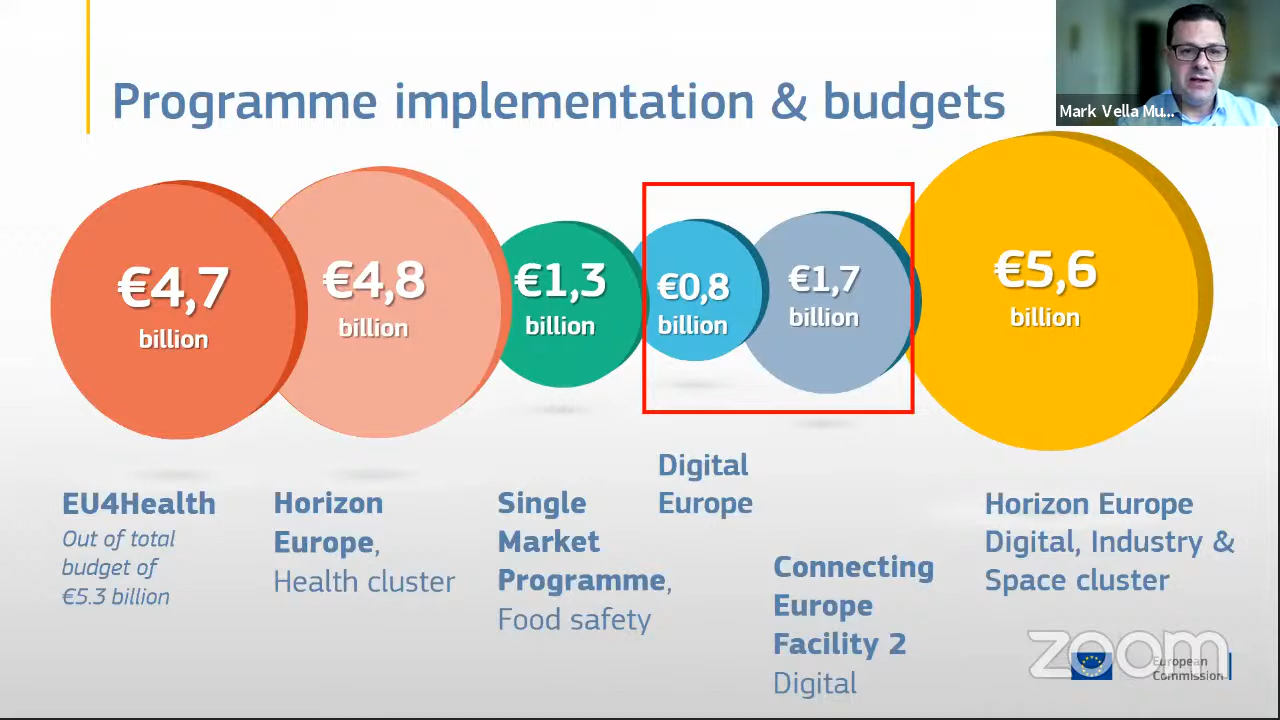 Programme implementation & budgets
Mark Vella Mu...
€4,7
billion
€4,8
billion
€1,3
billion
€0,8
billion
€1,7
billion
€5,6
billion
EU4Health
Out of total
budget of
€5.3 billion
Horizon
Europe,
Health cluster
Single
Market
Programme,
Food safety
Digital
Europe
Connecting
Europe
Facility 2
Digital
Horizon Europe
Digital, Industry &
Space cluster
zoom
European
Commission